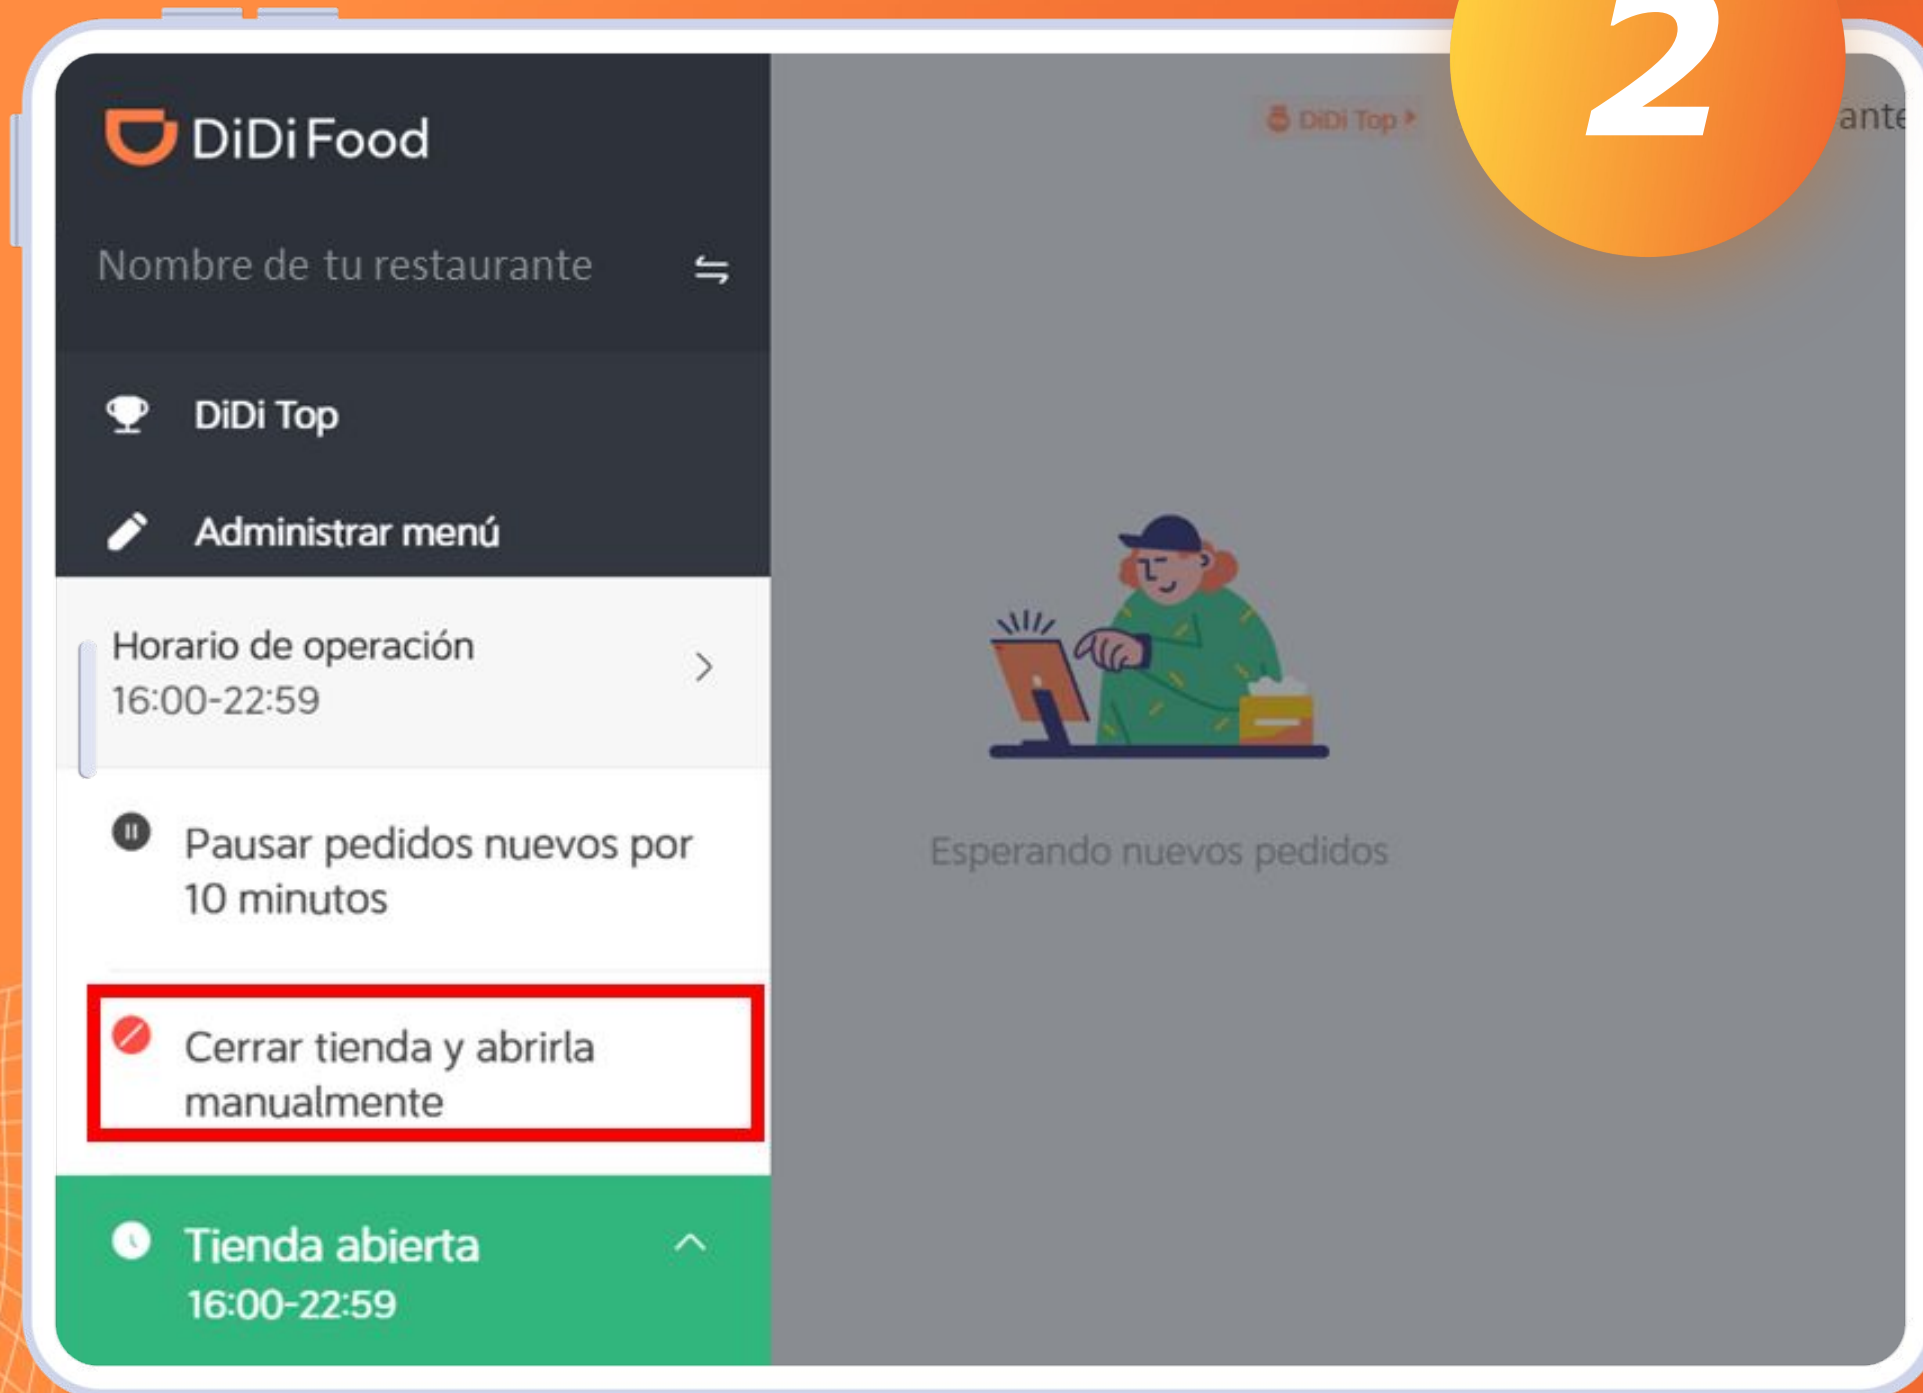 2
DiDi Food
DiDi Top
ante
Nombre de tu restaurante
DiDi Top
Administrar menú
Horario de operación
16:00-22:59
Pausar pedidos nuevos por
10 minutos
Esperando nuevos pedidos
Cerrar tienda y abrirla
manualmente
Tienda abierta
16:00-22:59